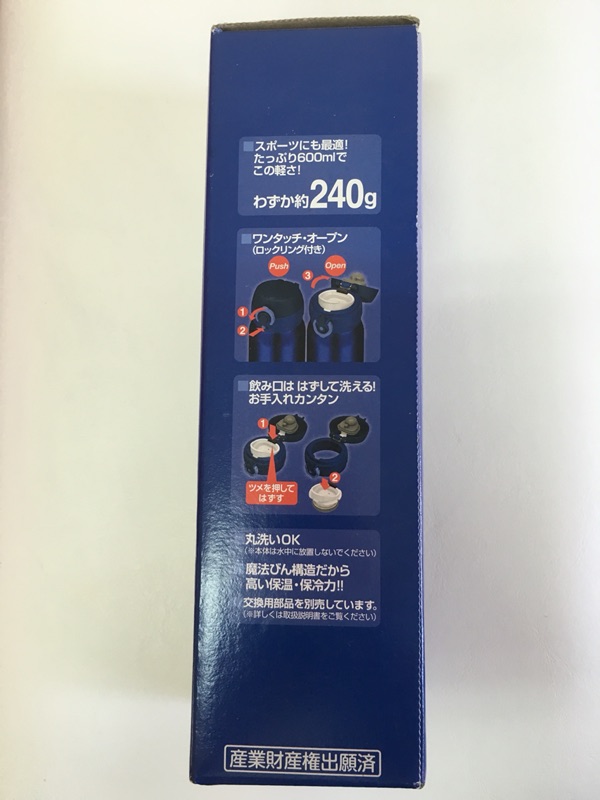 スポーツにも最適!
たっぷり600mlで
この軽さ!
わずか約240g
ワンタッチ・オープン
(ロックリング付き)
Push
Open
3
1
2
飲み口は はずして洗える!
お手入れカンタン
1
2
ツメを押して
はずす
丸洗いOK
(※本体は水中に放置しないでください)
魔法びん構造だから
高い保温・保冷力!!
交換用部品を別売しています。
(※詳しくは取扱説明書をご覧ください)
産業財産権出願済